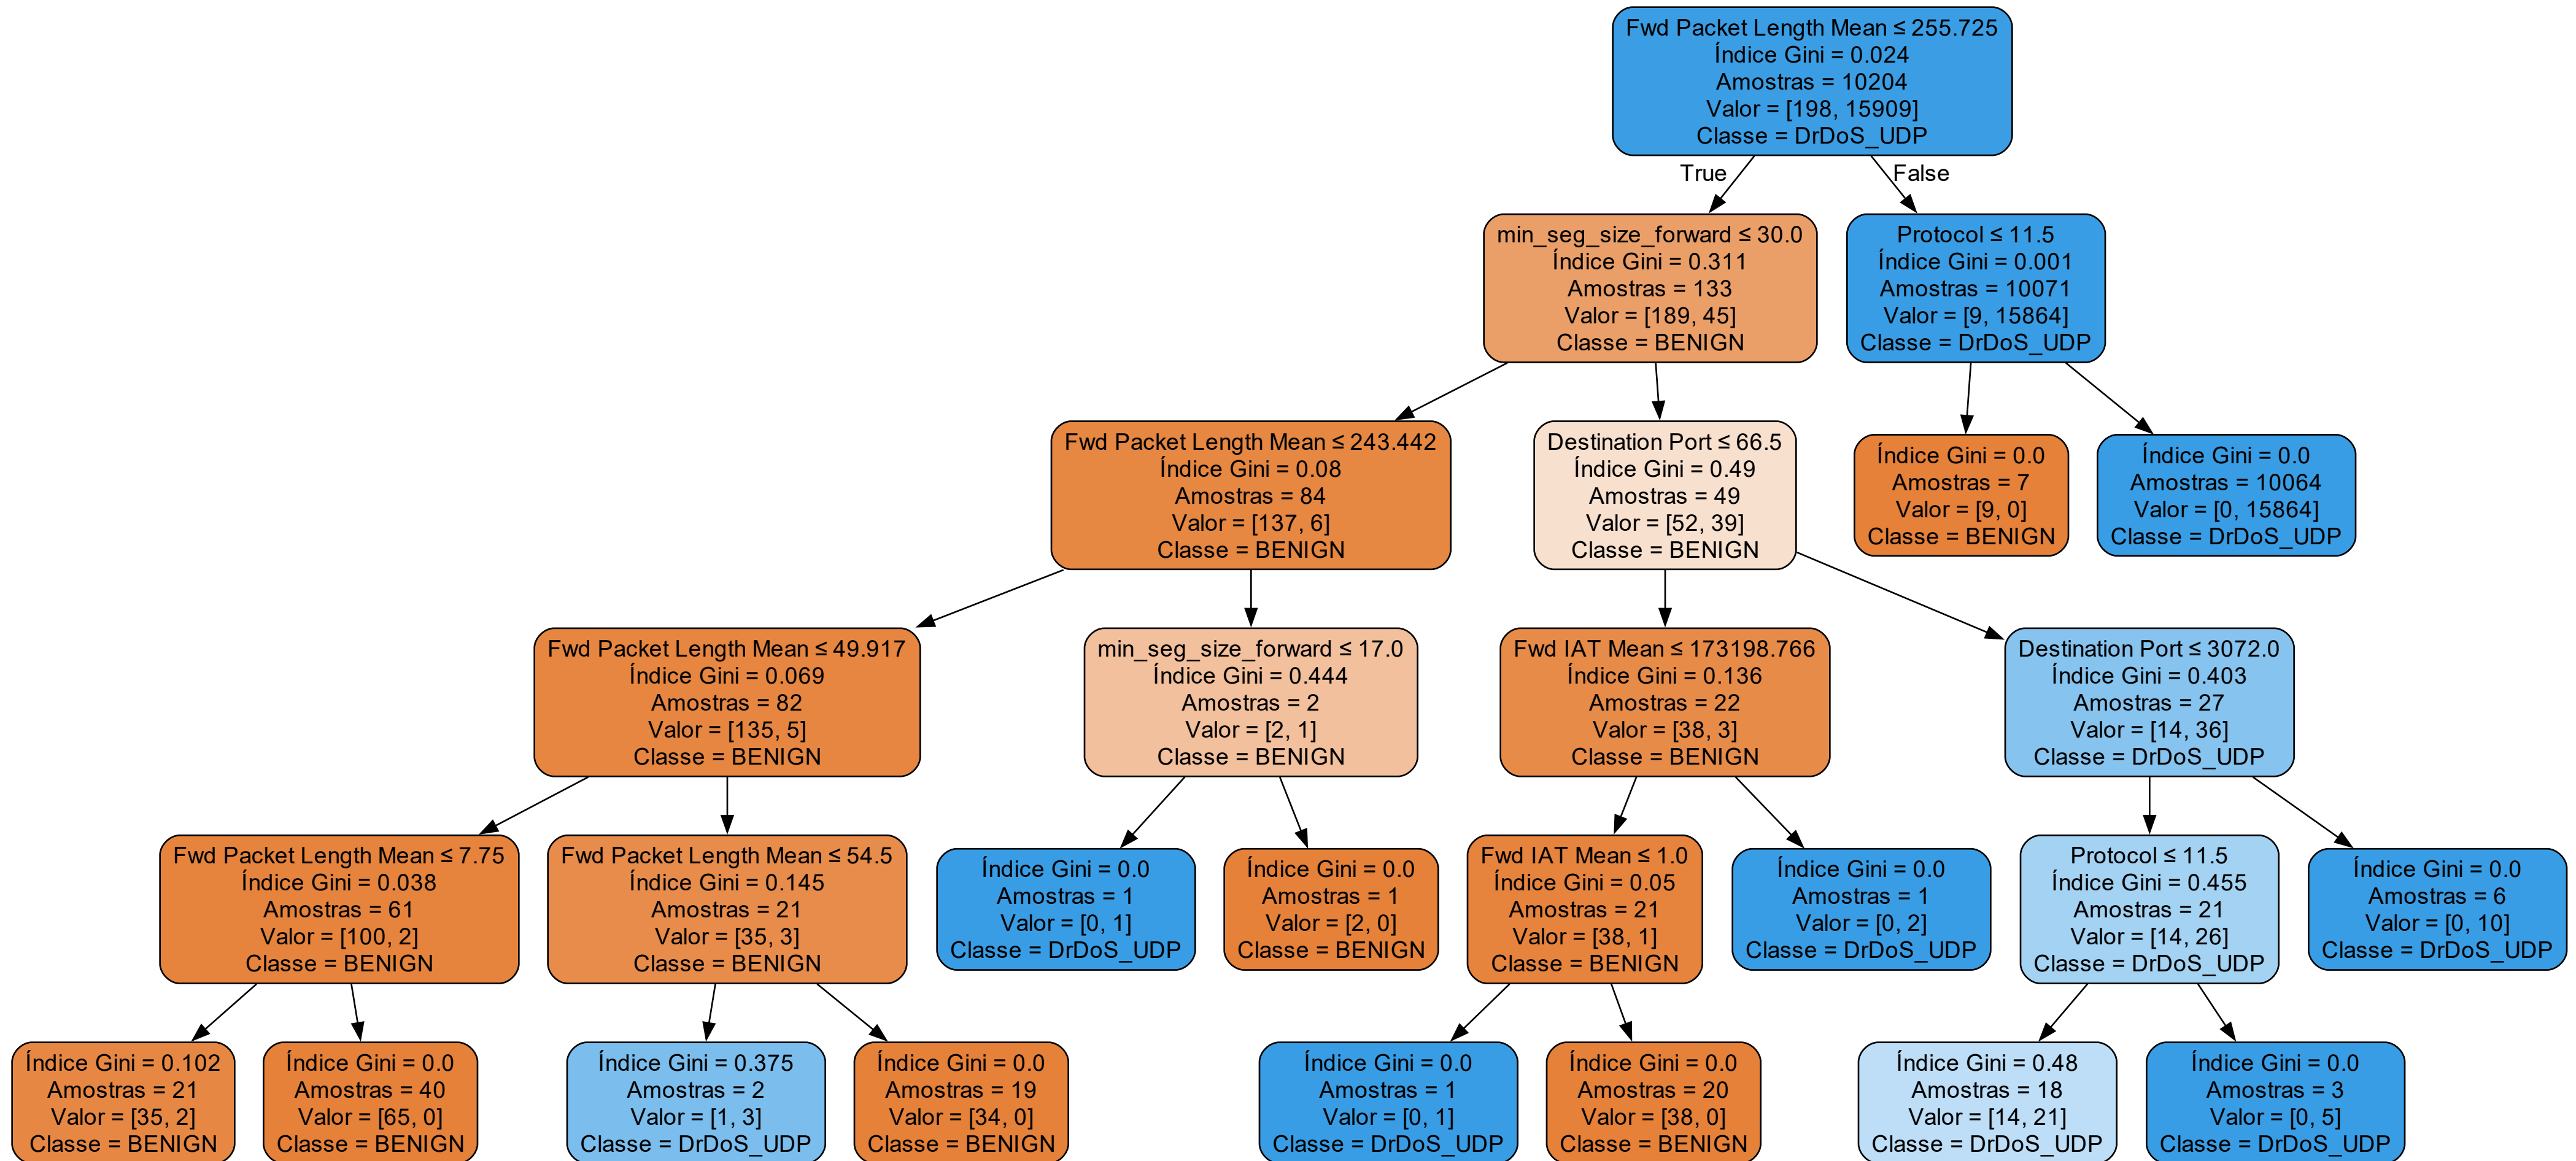 Fwd Packet Length Mean ≤ 255.725
Índice Gini = 0.024
Amostras = 10204
Valor = [198, 15909]
Classe = DrDoS_UDP
True
False
min_seg_size_forward ≤ 30.0
Índice Gini = 0.311
Amostras = 133
Valor = [189, 45]
Classe = BENIGN
Protocol ≤ 11.5
Índice Gini = 0.001
Amostras = 10071
Valor = [9, 15864]
Classe = DrDoS_UDP
Fwd Packet Length Mean ≤ 243.442
Índice Gini = 0.08
Amostras = 84
Valor = [137, 6]
Classe = BENIGN
Destination Port ≤ 66.5
Índice Gini = 0.49
Amostras = 49
Valor = [52, 39]
Classe = BENIGN
Índice Gini = 0.0
Amostras = 7
Valor = [9, 0]
Classe = BENIGN
Índice Gini = 0.0
Amostras = 10064
Valor = [0, 15864]
Classe = DrDoS_UDP
Fwd Packet Length Mean ≤ 49.917
Índice Gini = 0.069
Amostras = 82
Valor = [135, 5]
Classe = BENIGN
min_seg_size_forward ≤ 17.0
Índice Gini = 0.444
Amostras = 2
Valor = [2, 1]
Classe = BENIGN
Fwd IAT Mean ≤ 173198.766
Índice Gini = 0.136
Amostras = 22
Valor = [38, 3]
Classe = BENIGN
Destination Port ≤ 3072.0
Índice Gini = 0.403
Amostras = 27
Valor = [14, 36]
Classe = DrDoS_UDP
Fwd Packet Length Mean ≤ 7.75
Índice Gini = 0.038
Amostras = 61
Valor = [100, 2]
Classe = BENIGN
Fwd Packet Length Mean ≤ 54.5
Índice Gini = 0.145
Amostras = 21
Valor = [35, 3]
Classe = BENIGN
Índice Gini = 0.0
Amostras = 1
Valor = [0, 1]
Classe = DrDoS_UDP
Índice Gini = 0.0
Amostras = 1
Valor = [2, 0]
Classe = BENIGN
Fwd IAT Mean ≤ 1.0
Índice Gini = 0.05
Amostras = 21
Valor = [38, 1]
Classe = BENIGN
Índice Gini = 0.0
Amostras = 1
Valor = [0, 2]
Classe = DrDoS_UDP
Protocol ≤ 11.5
Índice Gini = 0.455
Amostras = 21
Valor = [14, 26]
Classe = DrDoS_UDP
Índice Gini = 0.0
Amostras = 6
Valor = [0, 10]
Classe = DrDoS_UDP
Índice Gini = 0.102
Amostras = 21
Valor = [35, 2]
Classe = BENIGN
Índice Gini = 0.0
Amostras = 40
Valor = [65, 0]
Classe = BENIGN
Índice Gini = 0.375
Amostras = 2
Valor = [1, 3]
Classe = DrDoS_UDP
Índice Gini = 0.0
Amostras = 19
Valor = [34, 0]
Classe = BENIGN
Índice Gini = 0.0
Amostras = 1
Valor = [0, 1]
Classe = DrDoS_UDP
Índice Gini = 0.0
Amostras = 20
Valor = [38, 0]
Classe = BENIGN
Índice Gini = 0.48
Amostras = 18
Valor = [14, 21]
Classe = DrDoS_UDP
Índice Gini = 0.0
Amostras = 3
Valor = [0, 5]
Classe = DrDoS_UDP